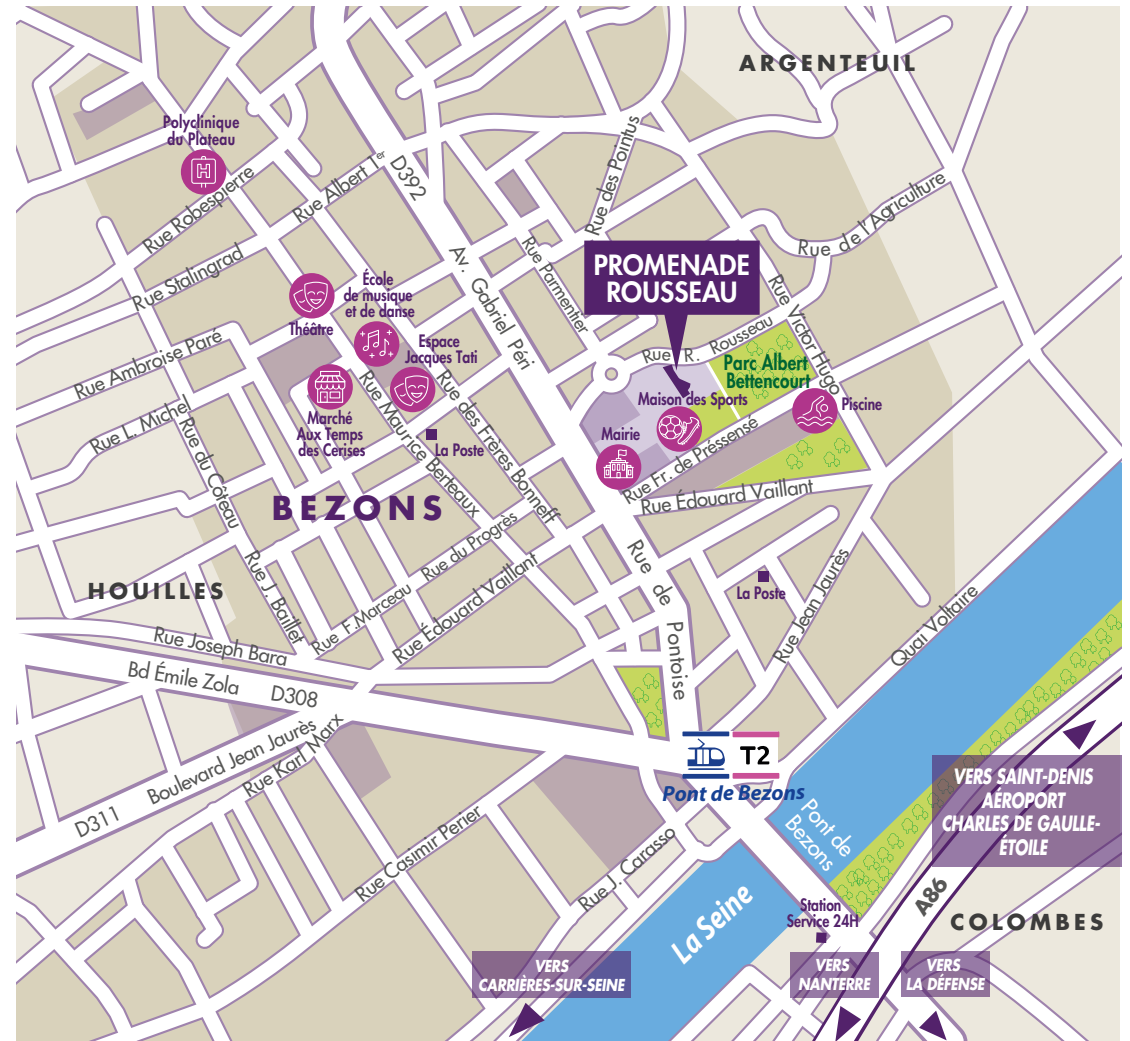 ARGENTEUIL
Polyclinique
du Plateau
H
Rue Robespierre
Rue Albert 1er
D392
Rue des Pointus
Rue de l'Agriculture
Rue Stalingrad
Av. Gabriel Péri
Rue Parmentier
PROMENADE
ROUSSEAU
Rue Victor Hugo
École
de musique
et de danse
Théâtre
Espace
Jacques Tati
Rue R. Rousseau
Parc Albert
Bettencourt
Rue Ambroise Paré
Maison des Sports
Piscine
Rue L. Michel
Marché
Aux Temps
des Cerises
Rue Maurice Berteaux
Rue des Frères Bonneff
La Poste
Mairie
Rue Fr. de Préssense
Rue Édouard Vaillant
Rue du Côteau
BEZONS
Rue du Progrès
HOUILLES
Rue J. Baillet
Rue F.Marceau
Rue Édouard Vaillant
Rue de Pontoise
La Poste
Rue Jean Jaurès
Quai Voltaire
Rue Joseph Bara
Bd Émile Zola
D308
Boulevard Jean Jaurès
Rue Karl Marx
D311
T2
Pont de Bezons
Pont de
Bezons
VERS SAINT-DENIS
AÉROPORT
CHARLES DE GAULLE-
ÉTOILE
Rue Casimir Perier
Rue J. Carasso
La Seine
Station
Service 24H
A86
COLOMBES
VERS
CARRIÈRES-SUR-SEINE
VERS
NANTERRE
VERS
LA DÉFENSE